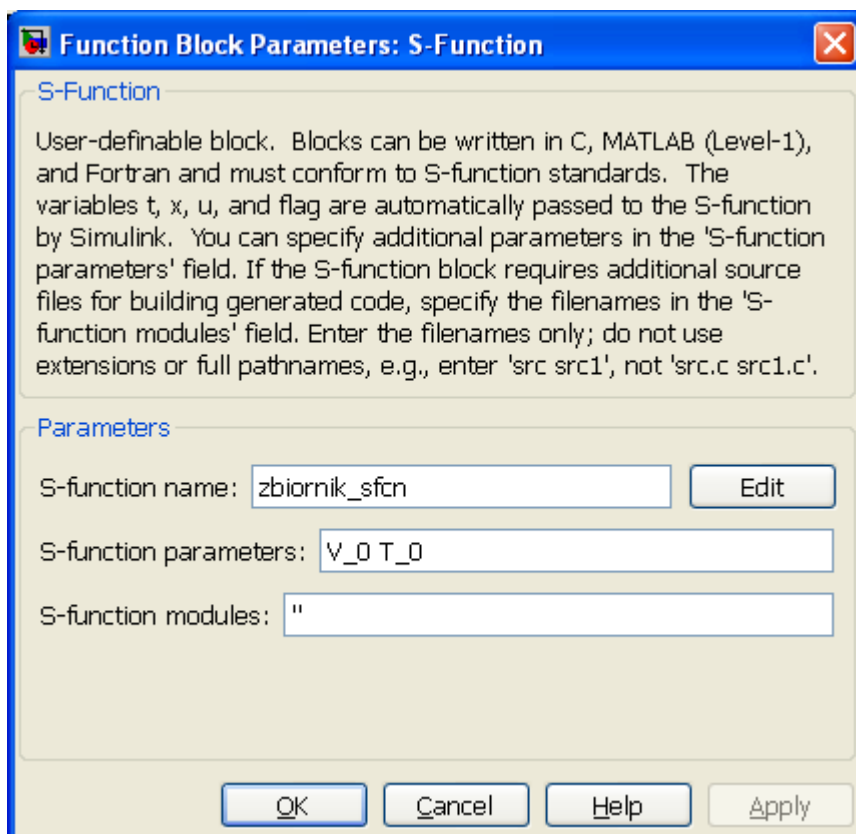 Function Block Parameters: S-Function
S-Function
User-definable block.  Blocks can be written in C, MATLAB (Level-1),
and Fortran and must conform to S-function standards.  The
variables t, x, u, and flag are automatically passed to the S-function
by Simulink.  You can specify additional parameters in the 'S-function
parameters' field. If the S-function block requires additional source
files for building generated code, specify the filenames in the 'S-
function modules' field. Enter the filenames only; do not use
extensions or full pathnames, e.g., enter 'src src1', not 'src.c src1.c'.
Parameters
S-function name: zbiornik_sfcn Edit
S-function parameters: V_0 T_0
S-function modules: ''
OK Cancel Help Apply